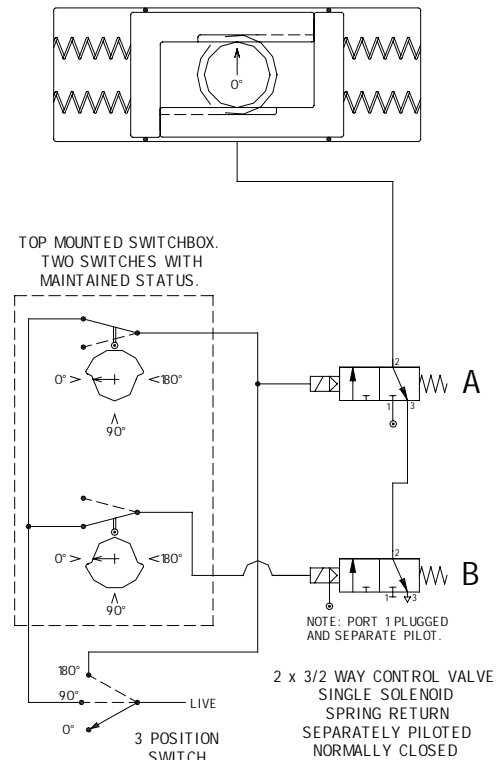 0°
TOP MOUNTED SWITCHBOX.
TWO SWITCHES WITH
MAINTAINED STATUS.
0° > <180°
90°
2
A
1 3
0° > <180°
90°
2
B
1 3
NOTE: PORT 1 PLUGGED
AND SEPARATE PILOT.
180°
90°
0°
LIVE
3 POSITION
SWITCH
2 x 3/2 WAY CONTROL VALVE
SINGLE SOLENOID
SPRING RETURN
SEPARATELY PILOTED
NORMALLY CLOSED